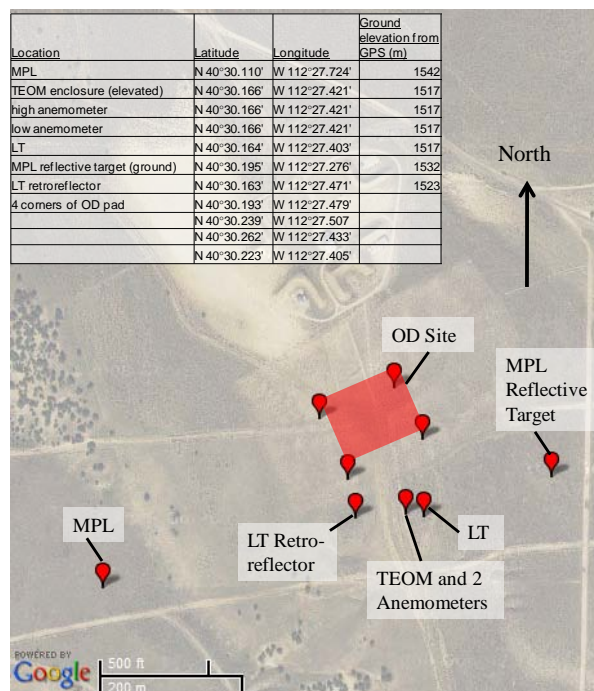 Ground
elevation from
Location Latitude Longitude GPS (m)
MPL N 40°30.110' W 112°27.724' 1542
TEOM enclosure (elevated) N 40°30.166' W 112°27.421' 1517
high anemometer N 40°30.166' W 112°27.421' 1517
low anemometer N 40°30.166' W 112°27.421' 1517
LT N 40°30.164' W 112°27.403' 1517
MPL reflective target (ground) N 40°30.195' W 112°27.276' 1532
LT retroreflector N 40°30.163' W 112°27.471' 1523
4 corners of OD pad N 40°30.193' W 112°27.479'
N 40°30.239' W 112°27.507
N 40°30.262' W 112°27.433'
N 40°30.223' W 112°27.405'
North
OD Site
MPL
Reflective
Target
MPL
LT Retro-
reflector
LT
TEOM and 2
Anemometers
POWERED BY
Google
500 ft
200 m